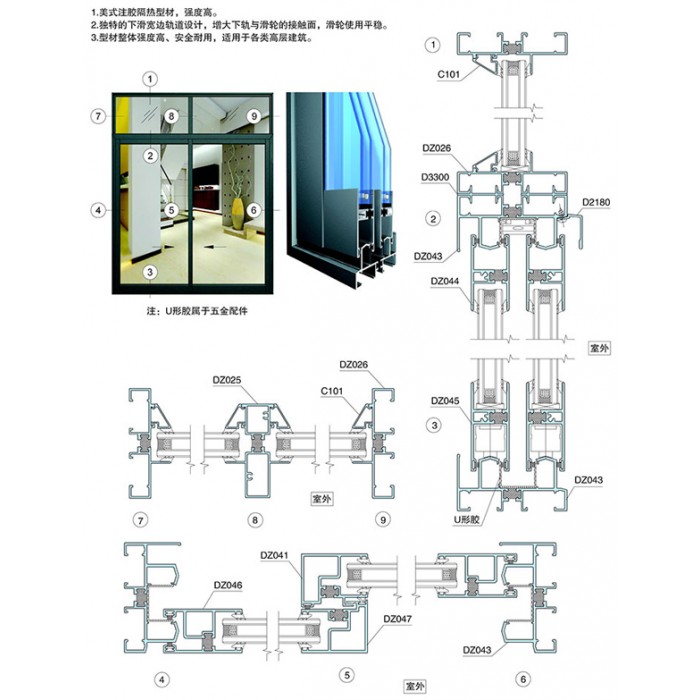 1.美式注胶隔热型材，强度高。
2.独特的下滑宽边轨道设计，增大下轨与滑轮的接触面，滑轮使用平稳。
3.型材整体强度高、安全耐用，适用于各类高层建筑。
1
C101
1
7
8
9
DZ026
2
D3300
D2180
4
5
6
2
DZ043
3
DZ044
注：U形胶属于五金配件
室外
DZ025
DZ026
C101
DZ045
3
DZ043
室外
U形胶
7
8
9
DZ041
DZ046
DZ047
DZ043
4
5
6
室外